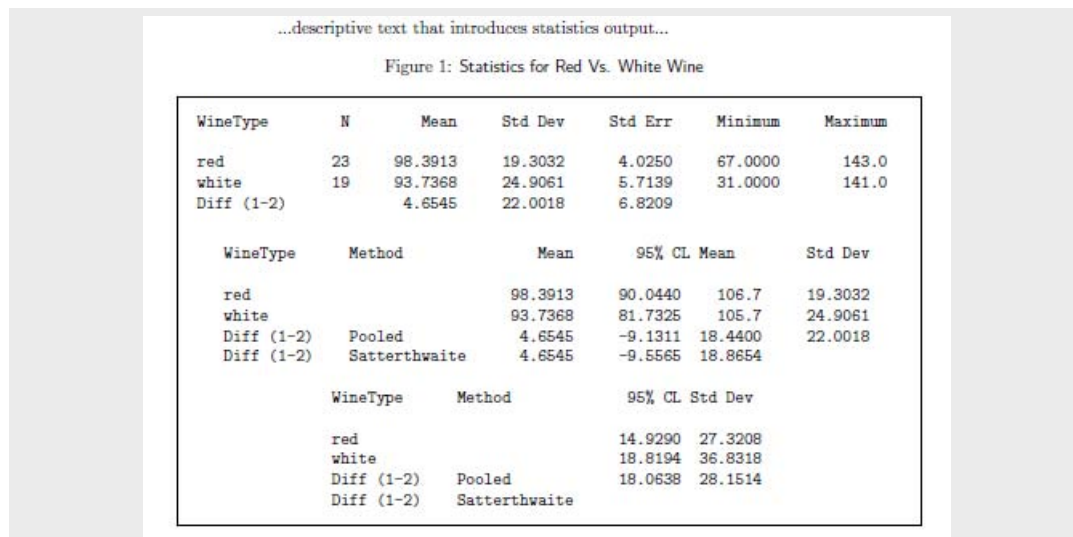 ...descriptive text that introduces statistics output...
Figure 1: Statistics for Red Vs. White Wine
WineType N Mean Std Dev Std Err Minimum Maximum
red 23 98.3913 19.3032 4.0250 67.0000 143.0
white 19 93.7368 24.9061 5.7139 31.0000 141.0
Diff (1-2) 4.6545 22.0018 6.8209
WineType Method Mean 95% CL Mean Std Dev
red 98.3913 90.0440 106.7 19.3032
white 93.7368 81.7325 105.7 24.9061
Diff (1-2) Pooled 4.6545 -9.1311 18.4400 22.0018
Diff (1-2) Satterthwaite 4.6545 -9.5565 18.8654
WineType Method 95% CL Std Dev
red 14.9290 27.3208
white 18.8194 36.8318
Diff (1-2) Pooled 18.0638 28.1514
Diff (1-2) Satterthwaite